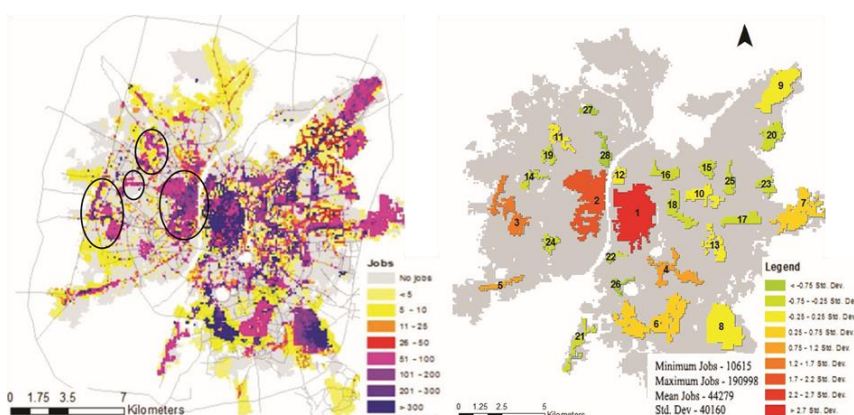 Jobs
No jobs
< 5
5 - 10
11 - 25
26 - 50
51 - 100
101 - 200
201 - 300
> 300
0 1.75 3.5 7
Kilometers
27
9
11
20
19
28
14
12
16
15
25
23
10
2
1
18
7
3
17
13
24
22
4
5
26
6
8
21
0 1.25 2.5 5
Kilometers
Legend
< -0.75 Std. Dev.
-0.75 - -0.25 Std. Dev
-0.25 - 0.25 Std. Dev
0.25 - 0.75 Std. Dev.
0.75 - 1.2 Std. Dev.
1.2 - 1.7 Std. Dev.
1.7 - 2.2 Std. Dev.
2.2 - 2.7 Std. Dev.
> 2.7 Std. Dev.
Minimum Jobs - 10615
Maximum Jobs - 190998
Mean Jobs - 44279
Std. Dev - 40160